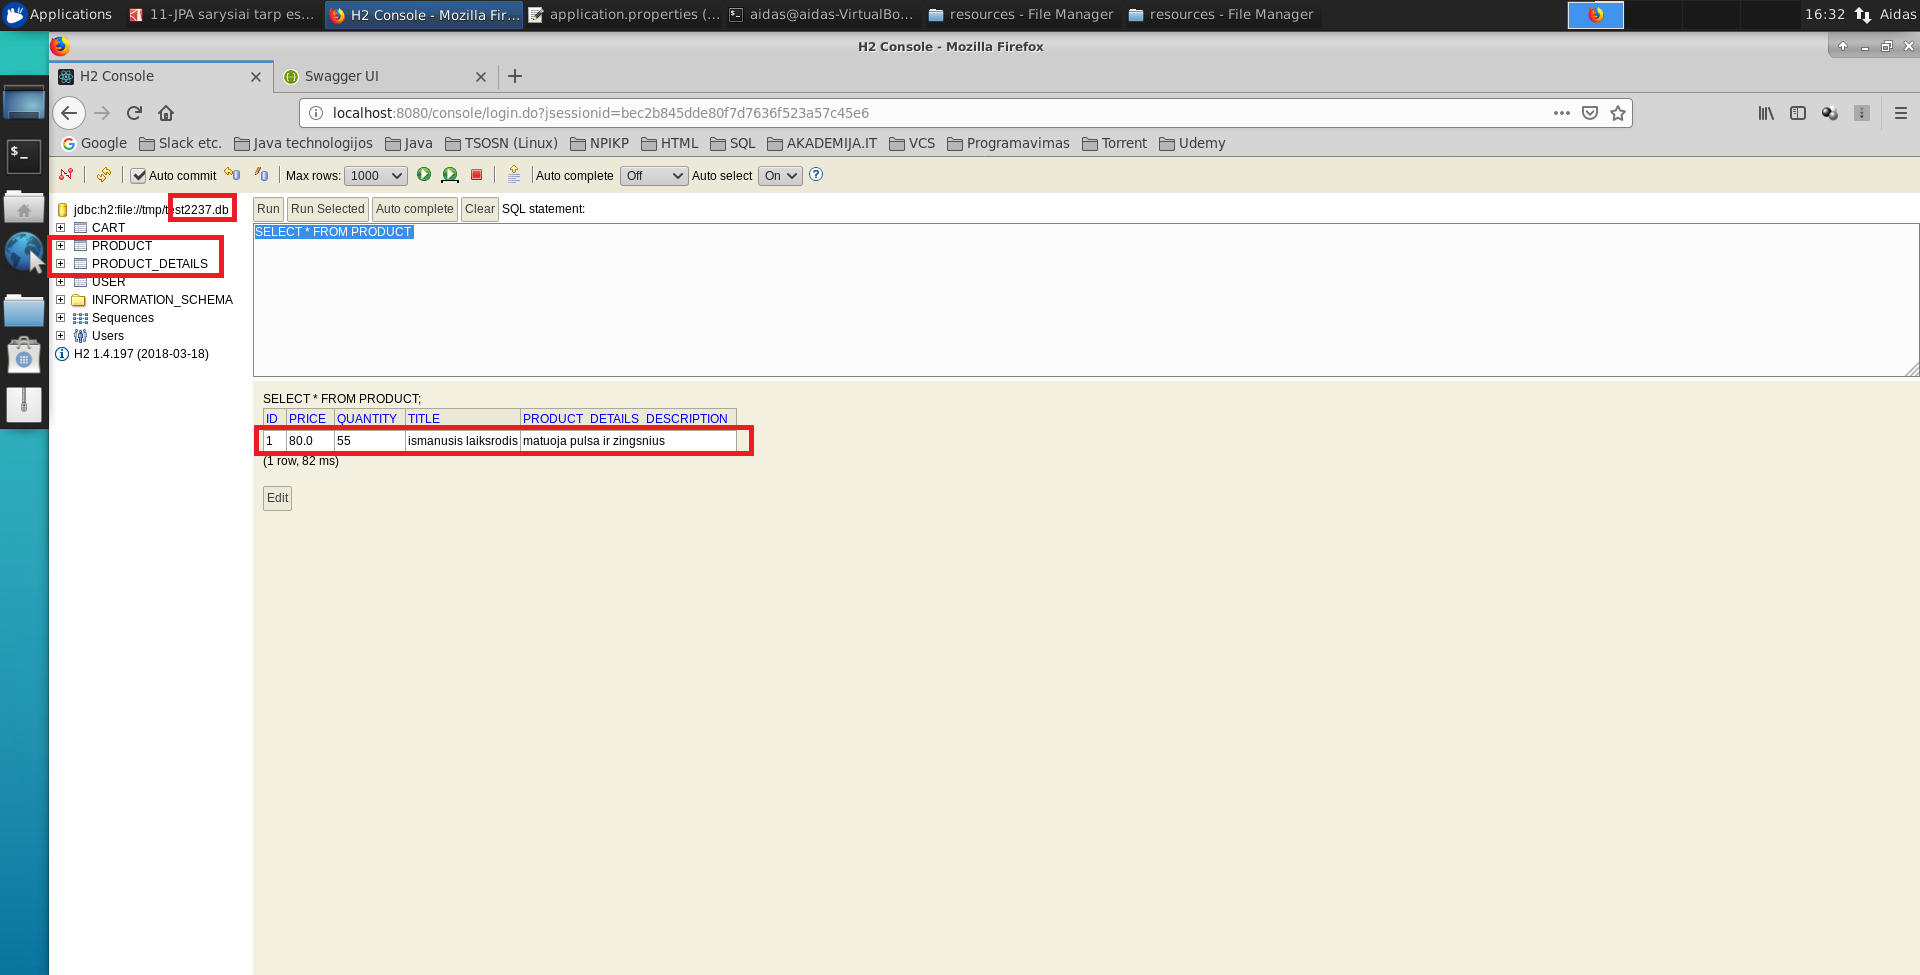 Applications
11-JPA sarysiai tarp es...
H2 Console - Mozilla Fir...
application.properties (...
aidas@aidas-VirtualBo...
resources - File Manager
resources - File Manager
16:32
Aidas
H2 Console - Mozilla Firefox
H2 Console
Swagger UI
localhost:8080/console/login.do?jsessionid=bec2b845dde80f7d7636f523a57c45e6
Google
Slack etc.
Java technologijos
Java
TSOSN (Linux)
NPIKP
HTML
SQL
AKADEMIJA.IT
VCS
Programavimas
Torrent
Udemy
Auto commit
Max rows:
1000
Auto complete
Off
Auto select
On
jdbc:h2:file://tmp/test2237.db
CART
PRODUCT
PRODUCT_DETAILS
USER
INFORMATION_SCHEMA
Sequences
Users
H2 1.4.197 (2018-03-18)
Run
Run Selected
Auto complete
Clear
SQL statement:
SELECT * FROM PRODUCT
SELECT * FROM PRODUCT;
ID PRICE QUANTITY TITLE PRODUCT_DETAILS_DESCRIPTION
1 80.0 55 ismanusis laiksrodis matuoja pulsa ir zingsnius
(1 row, 82 ms)
Edit